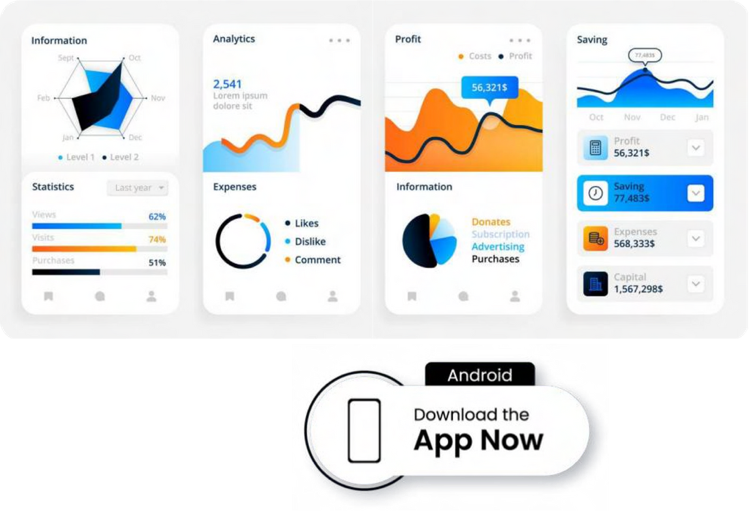 Information
Sept
Oct
Feb
Nov
Jan
Dec
Level 1
Level 2
Statistics
Last year
Views
62%
Visits
74%
Purchases
51%
Analytics
2,541
Lorem ipsum
dolore sit
Expenses
Likes
Dislike
Comment
Profit
Costs
Profit
56,321$
Information
Donates
Subscription
Advertising
Purchases
Saving
77,483$
Oct
Nov
Dec
Jan
Profit
56,321$
Saving
77,483$
Expenses
568,333$
Capital
1,567,298$
Android
Download the
App Now